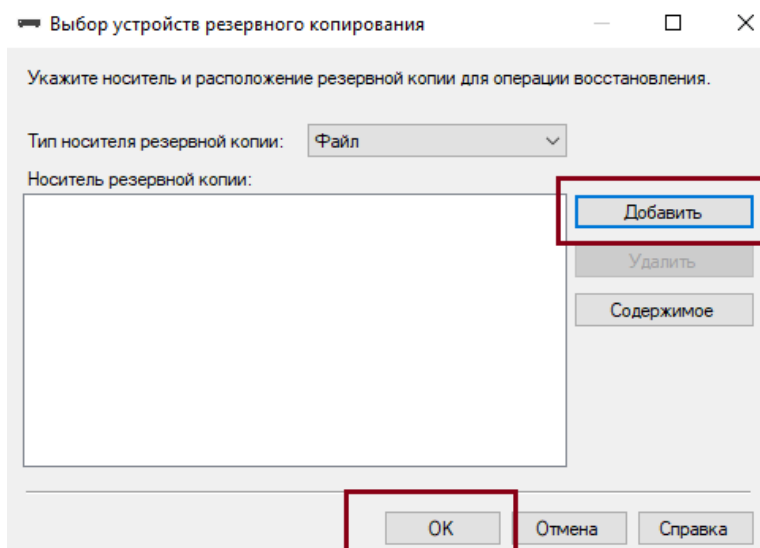 Выбор устройств резервного копирования
Укажите носитель и расположение резервной копии для операции восстановления.
Тип носителя резервной копии: Файл
Носитель резервной копии:
Добавить
Удалить
Содержимое
ОК Отмена Справка